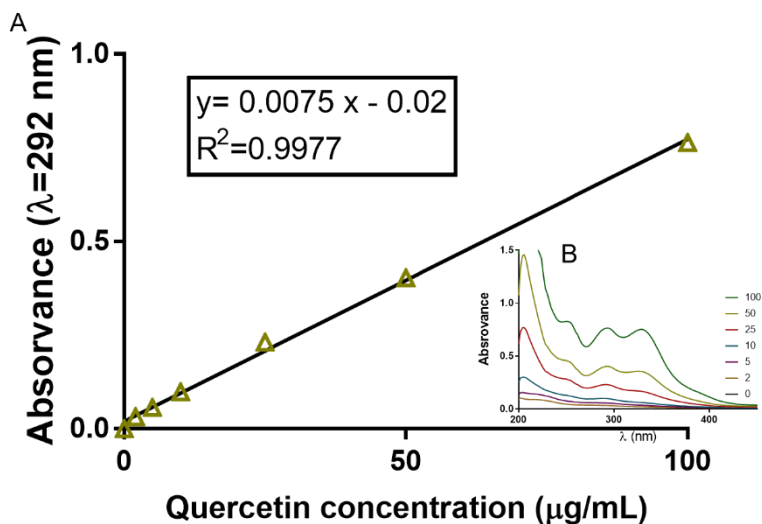 A
Absorvance (λ=292 nm)
1.0
0.5
0.0
y= 0.0075 x - 0.02
R²=0.9977
0
50
100
Quercetin concentration (μg/mL)
B
Absrovance
1.5
1.0
0.5
0.0
200
300
400
λ (nm)
100
50
25
10
5
2
0